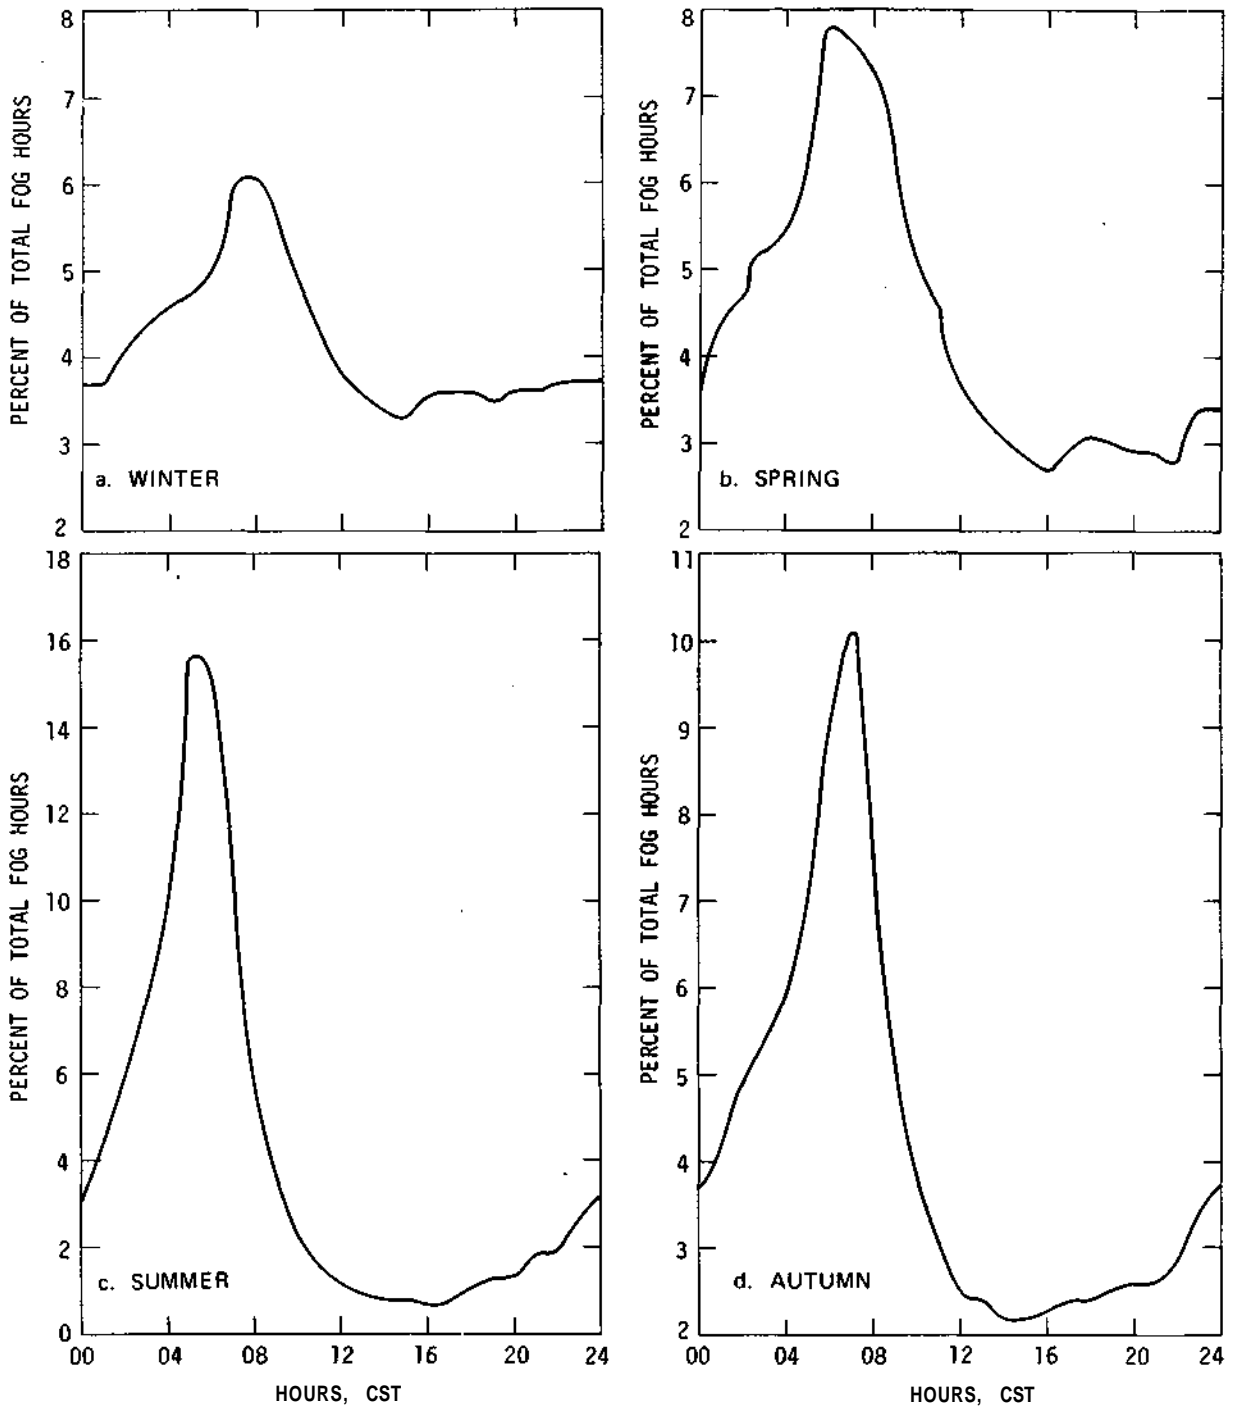 8
7
6
5
4
3
2
PERCENT OF TOTAL FOG HOURS
a. WINTER
8
7
6
5
4
3
2
PERCENT OF TOTAL FOG HOURS
b. SPRING
18
16
14
12
10
8
6
4
2
0
PERCENT OF TOTAL FOG HOURS
c. SUMMER
00 04 08 12 16 20 24
HOURS, CST
11
10
9
8
7
6
5
4
3
2
PERCENT OF TOTAL FOG HOURS
d. AUTUMN
00 04 08 12 16 20 24
HOURS, CST